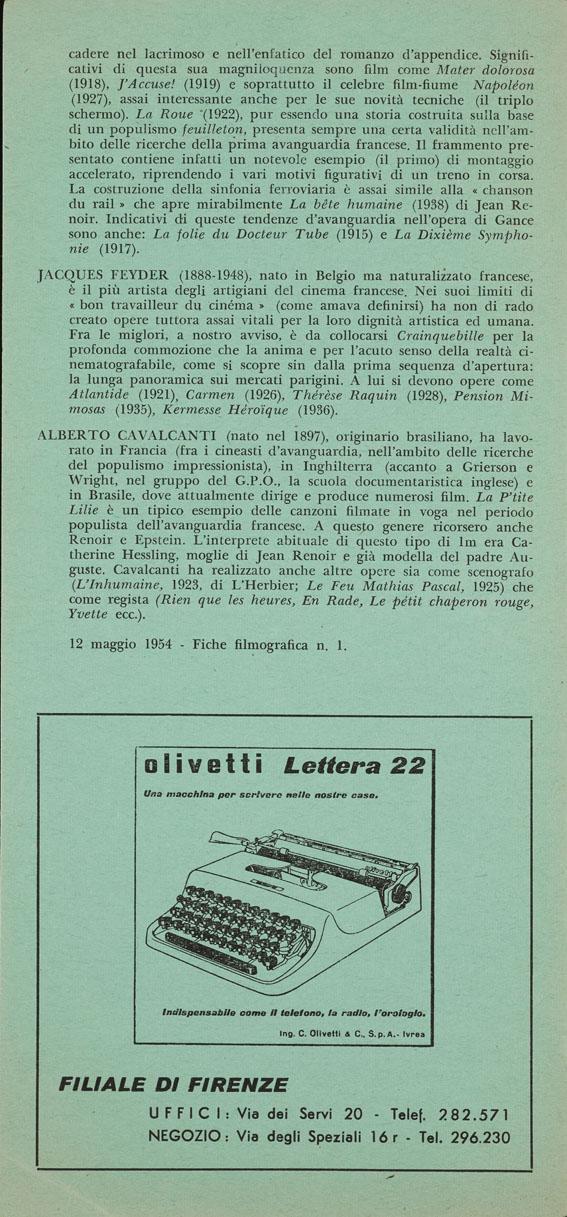 cadere nel lacrimoso e nell'enfatico del romanzo d'appendice. Signifi-
cativi di questa sua magniloquenza sono film come Mater dolorosa
(1918), J'Accuse! (1919) e soprattutto il celebre film-fiume Napoléon
(1927), assai interessante anche per le sue novità tecniche (il triplo
schermo). La Roue (1922), pur essendo una storia costruita sulla base
di un populismo feuilleton, presenta sempre una certa validità nell'am-
bito delle ricerche della prima avanguardia francese. Il frammento pre-
sentato contiene infatti un notevole esempio (il primo) di montaggio
accelerato, riprendendo i vari motivi figurativi di un treno in corsa.
La costruzione della sinfonia ferroviaria è assai simile alla « chanson
du rail » che apre mirabilmente La bête humaine (1938) di Jean Re-
noir. Indicativi di queste tendenze d'avanguardia nell'opera di Gance
sono anche: La folie du Docteur Tube (1915) e La Dixième Sympho-
nie (1917).
JACQUES FEYDER (1888-1948), nato in Belgio ma naturalizzato francese,
è il più artista degli artigiani del cinema francese. Nei suoi limiti di
« bon travailleur du cinéma » (come amava definirsi) ha non di rado
creato opere tuttora assai vitali per la loro dignità artistica ed umana.
Fra le migliori, a nostro avviso, è da collocarsi Crainquebille per la
profonda commozione che la anima e per l'acuto senso della realtà ci-
nematografabile, come si scopre sin dalla prima sequenza d'apertura:
la lunga panoramica sui mercati parigini. A lui si devono opere come
Atlantide (1921), Carmen (1926), Thérèse Raquin (1928), Pension Mi-
mosas (1935), Kermesse Héroïque (1936).
ALBERTO CAVALCANTI (nato nel 1897), originario brasiliano, ha lavo-
rato in Francia (fra i cineasti d'avanguardia, nell'ambito delle ricerche
del populismo impressionista), in Inghilterra (accanto a Grierson e
Wright, nel gruppo del G.P.O., la scuola documentaristica inglese) e
in Brasile, dove attualmente dirige e produce numerosi film. La P'tite
Lilie è un tipico esempio delle canzoni filmate in voga nel periodo
populista dell'avanguardia francese. A questo genere ricorsero anche
Renoir e Epstein. L'interprete abituale di questo tipo di lm era Ca-
therine Hessling, moglie di Jean Renoir e già modella del padre Au-
guste. Cavalcanti ha realizzato anche altre opere sia come scenografo
(L'Inhumaine, 1923, di L'Herbier; Le Feu Mathias Pascal, 1925) che
come regista (Rien que les heures, En Rade, Le pétit chaperon rouge,
Yvette ecc.).
12 maggio 1954 - Fiche filmografica n. 1.
olivetti Lettera 22
Una macchina per scrivere nelle nostre case.
Olivetti
Indispensabile come il telefono, la radio, l'orologio.
Ing. C. Olivetti & C., S.p.A. - Ivrea
FILIALE DI FIRENZE
UFFICI: Via dei Servi 20 - Telef. 282.571
NEGOZIO: Via degli Speziali 16 r - Tel. 296.230